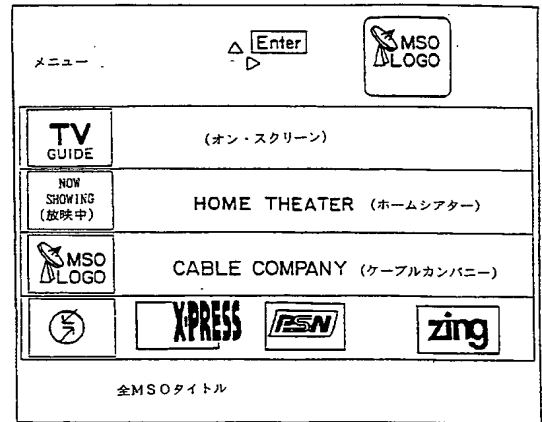 メニュー
Enter
MSO
LOGO
TV
GUIDE
(オン・スクリーン)
NOW
SHOWING
(放映中)
HOME THEATER (ホームシアター)
MSO
LOGO
CABLE COMPANY (ケーブルカンパニー)
X·PRESS PSN zing
全MSOタイトル